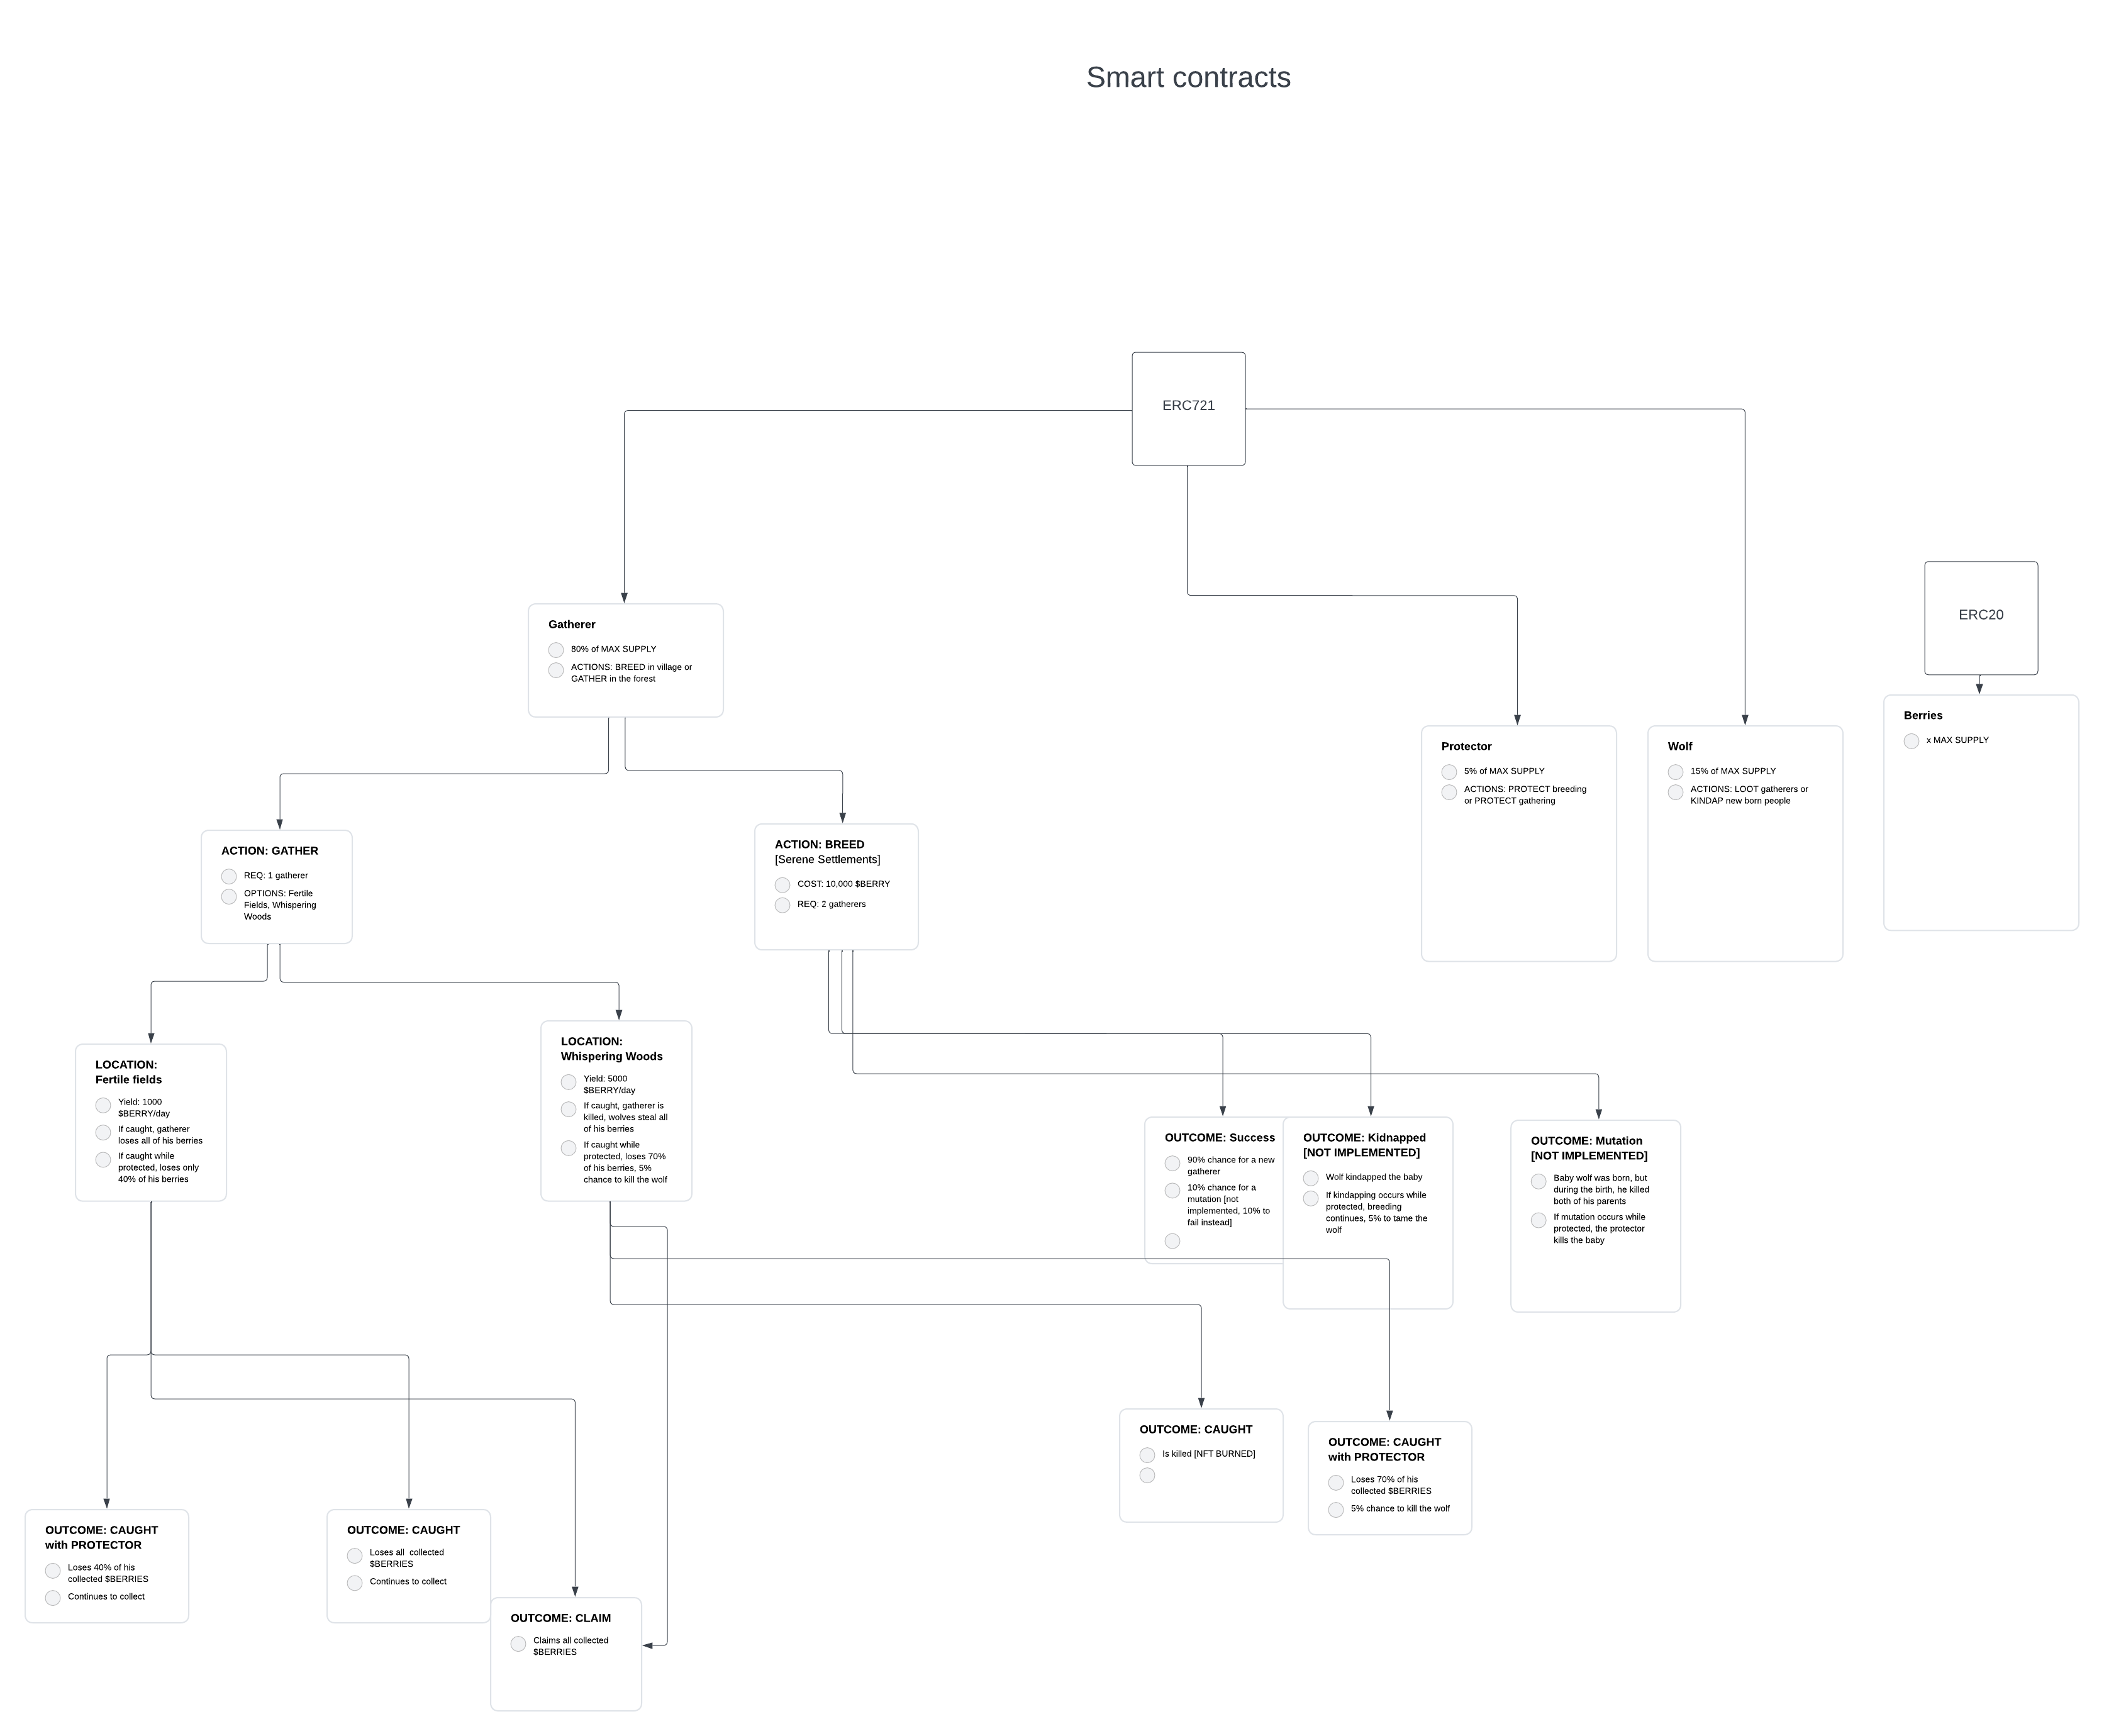 Smart contracts
ERC721
ERC20
Gatherer
80% of MAX SUPPLY
ACTIONS: BREED in village or
GATHER in the forest
Protector
5% of MAX SUPPLY
ACTIONS: PROTECT breeding
or PROTECT gathering
Wolf
15% of MAX SUPPLY
ACTIONS: LOOT gatherers or
KINDAP new born people
Berries
x MAX SUPPLY
ACTION: GATHER
REQ: 1 gatherer
OPTIONS: Fertile
Fields, Whispering
Woods
ACTION: BREED
[Serene Settlements]
COST: 10,000 $BERRY
REQ: 2 gatherers
LOCATION:
Fertile fields
Yield: 1000
$BERRY/day
If caught, gatherer
loses all of his berries
If caught while
protected, loses only
40% of his berries
LOCATION:
Whispering Woods
Yield: 5000
$BERRY/day
If caught, gatherer is
killed, wolves steal all
of his berries
If caught while
protected, loses 70%
of his berries, 5%
chance to kill the wolf
OUTCOME: Success
90% chance for a new
gatherer
10% chance for a
mutation [not
implemented, 10% to
fail instead]
OUTCOME: Kidnapped
[NOT IMPLEMENTED]
Wolf kindapped the baby
If kindapping occurs while
protected, breeding
continues, 5% to tame the
wolf
OUTCOME: Mutation
[NOT IMPLEMENTED]
Baby wolf was born, but
during the birth, he killed
both of his parents
If mutation occurs while
protected, the protector
kills the baby
OUTCOME: CAUGHT
Is killed [NFT BURNED]
OUTCOME: CAUGHT
with PROTECTOR
Loses 70% of his
collected $BERRIES
5% chance to kill the wolf
OUTCOME: CAUGHT
with PROTECTOR
Loses 40% of his
collected $BERRIES
Continues to collect
OUTCOME: CAUGHT
Loses all  collected
$BERRIES
Continues to collect
OUTCOME: CLAIM
Claims all collected
$BERRIES